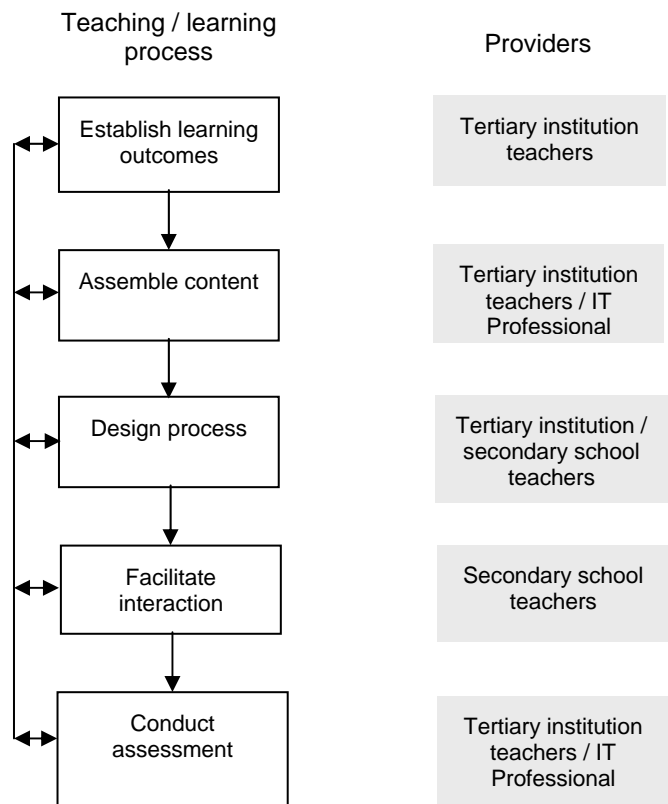 Teaching / learning
process
Providers
Establish learning
outcomes
Tertiary institution
teachers
Assemble content
Tertiary institution
teachers / IT
Professional
Design process
Tertiary institution /
secondary school
teachers
Facilitate
interaction
Secondary school
teachers
Conduct
assessment
Tertiary institution
teachers / IT
Professional